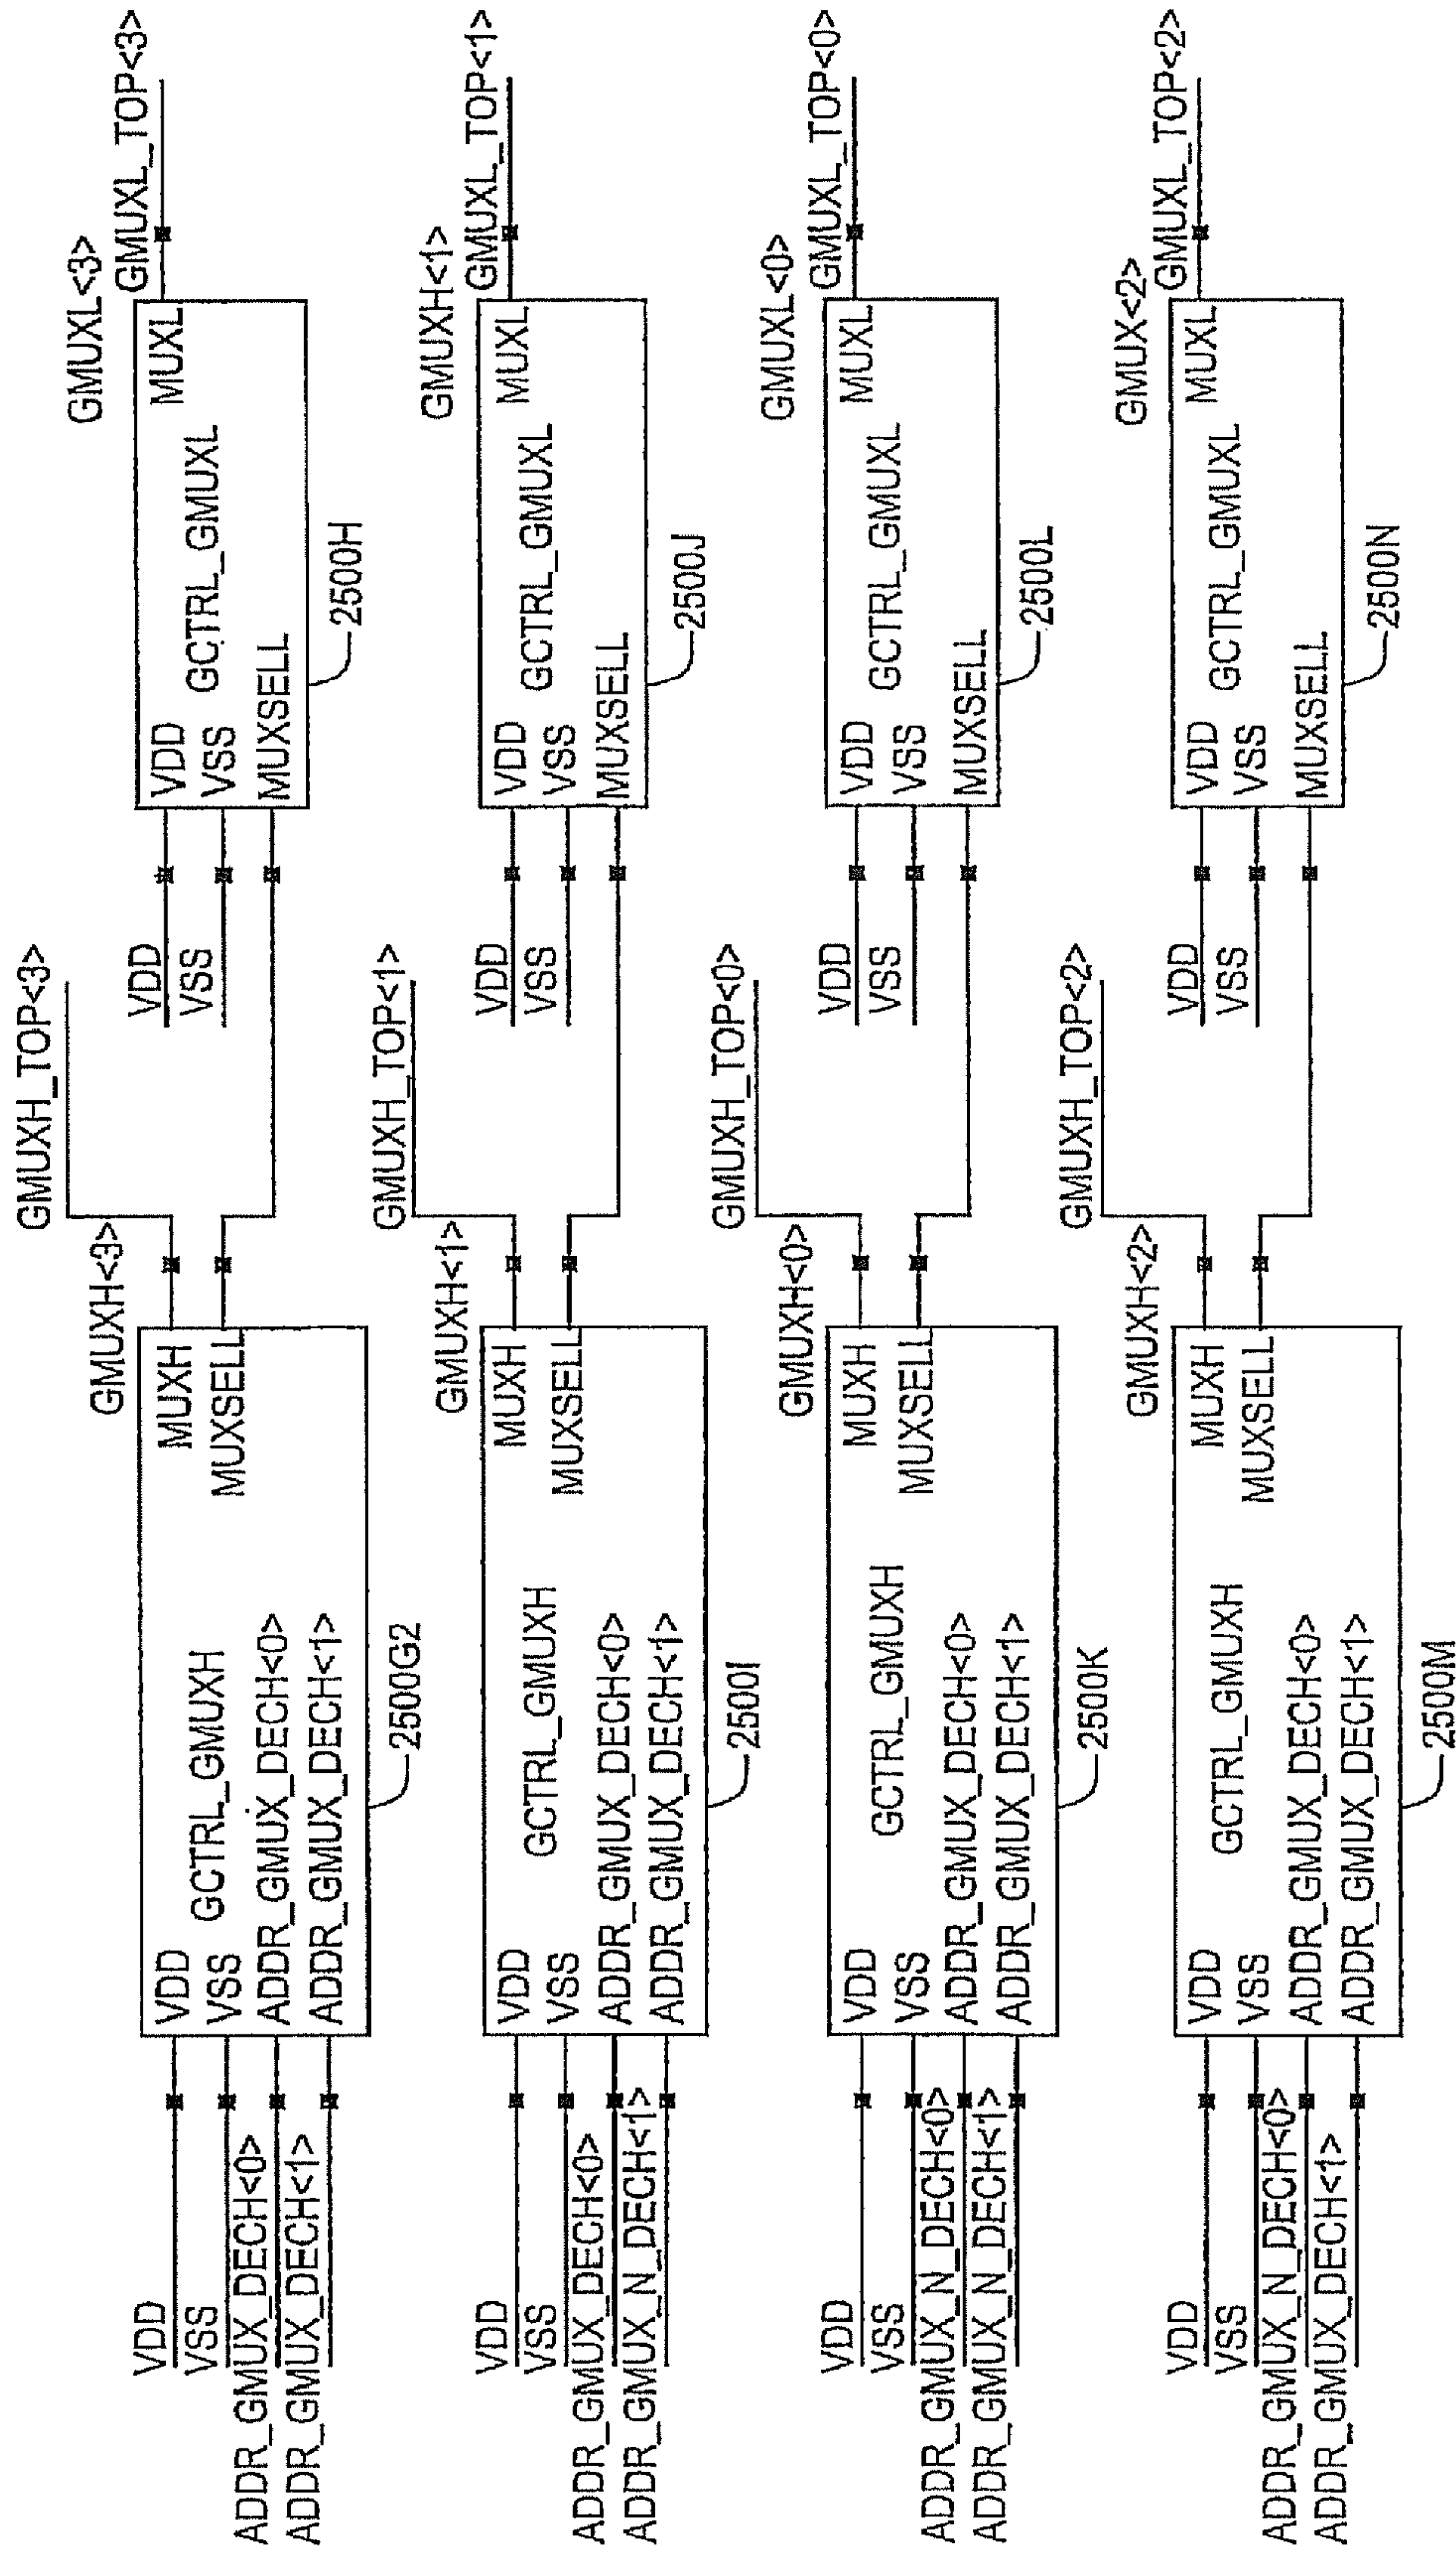 GMUXH_TOP<3>
GMUXH<3>
GMUXL<3>
GMUXL_TOP<3>
VDD
VSS
ADDR_GMUX_DECH<0>
ADDR_GMUX_DECH<1>
VDD
VSS
ADDR_GMUX_DECH<0>
ADDR_GMUX_DECH<1>
GCTRL_GMUXH
MUXH
MUXSELL
2500G2
VDD
VSS
VDD
VSS
MUXSELL
GCTRL_GMUXL
MUXL
2500H
GMUXH_TOP<1>
GMUXH<1>
GMUXH<1>
GMUXL_TOP<1>
VDD
VSS
ADDR_GMUX_DECH<0>
ADDR_GMUX_N_DECH<1>
VDD
VSS
ADDR_GMUX_DECH<0>
ADDR_GMUX_DECH<1>
GCTRL_GMUXH
MUXH
MUXSELL
2500I
VDD
VSS
VDD
VSS
MUXSELL
GCTRL_GMUXL
MUXL
2500J
GMUXH_TOP<0>
GMUXH<0>
GMUXL<0>
GMUXL_TOP<0>
VDD
VSS
ADDR_GMUX_N_DECH<0>
ADDR_GMUX_N_DECH<1>
VDD
VSS
ADDR_GMUX_DECH<0>
ADDR_GMUX_DECH<1>
GCTRL_GMUXH
MUXH
MUXSELL
2500K
VDD
VSS
VDD
VSS
MUXSELL
GCTRL_GMUXL
MUXL
2500L
GMUXH_TOP<2>
GMUXH<2>
GMUX<2>
GMUXL_TOP<2>
VDD
VSS
ADDR_GMUX_N_DECH<0>
ADDR_GMUX_DECH<1>
VDD
VSS
ADDR_GMUX_DECH<0>
ADDR_GMUX_DECH<1>
GCTRL_GMUXH
MUXH
MUXSELL
2500M
VDD
VSS
VDD
VSS
MUXSELL
GCTRL_GMUXL
MUXL
2500N